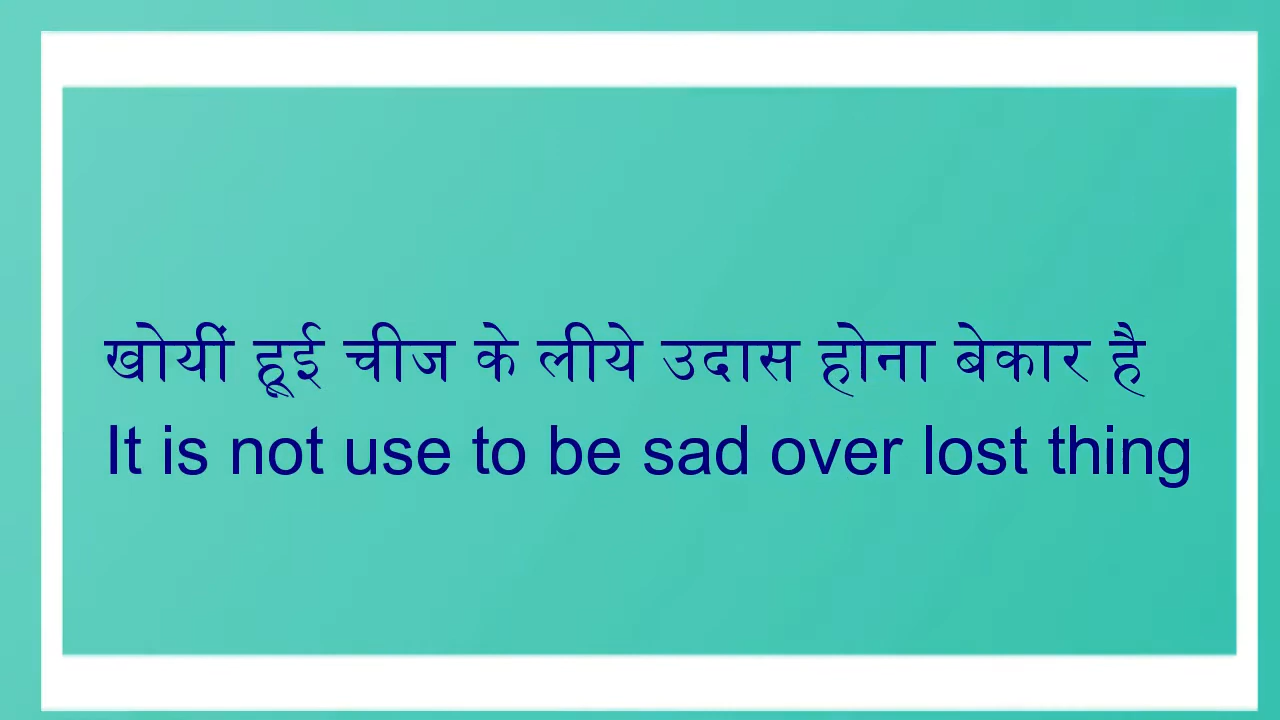 खोयीं हूई चीज के लीये उदास होना बेकार है
It is not use to be sad over lost thing